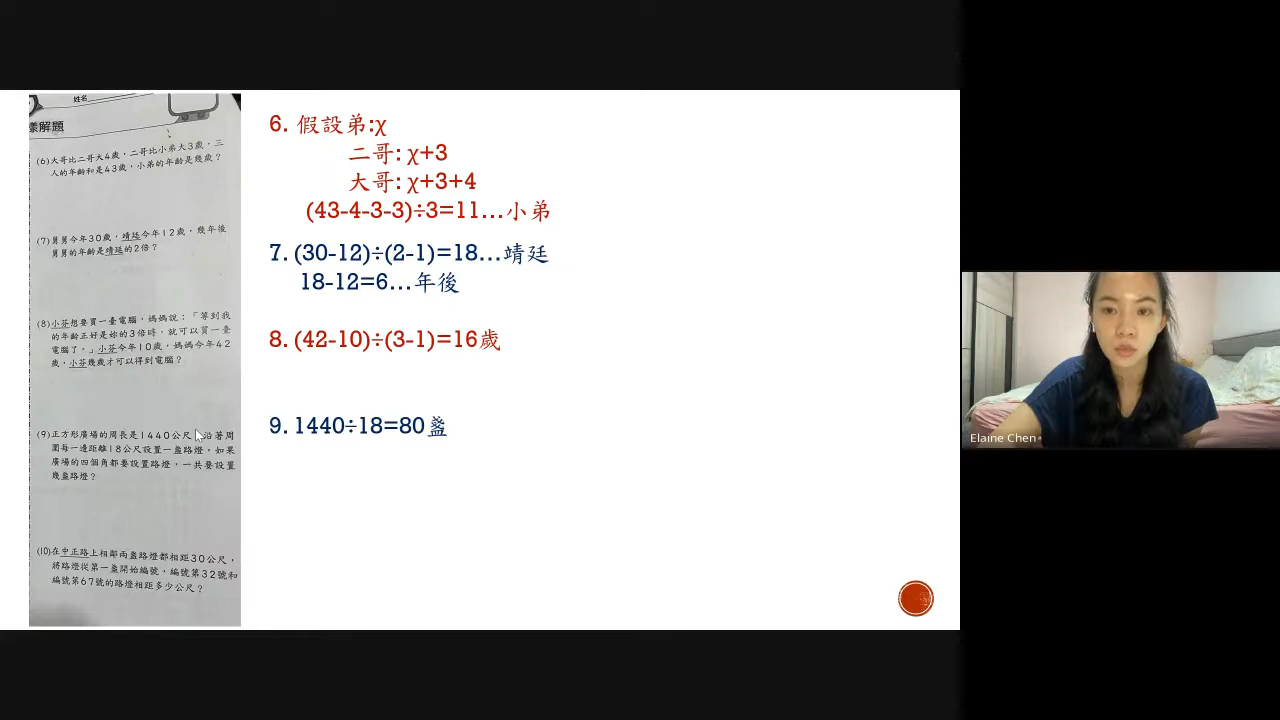 姓名
樣解題
(6)大哥比二哥大4歲，二哥比小弟大3歲，三
人的年齡和是43歲，小弟的年齡是幾歲？
(7)舅舅今年30歲，靖廷今年12歲，幾年後
舅舅的年齡是靖廷的2倍？
(8)小芬想要買一臺電腦，媽媽說：「等到我
的年齡正好是妳的3倍時，就可以買一臺
電腦了。」小芬今年10歲，媽媽今年42
歲，小芬幾歲才可以得到電腦？
(9)正方形廣場的周長是1440公尺，沿著周
圍每一邊距離18公尺設置一盞路燈，如果
廣場的四個角都要設置路燈，一共要設置
幾盞路燈？
(10)在中正路上相鄰兩盞路燈都相距30公尺，
將路燈從第一盞開始編號，編號第32號和
編號第67號的路燈相距多少公尺？
6. 假設弟:χ
二哥: χ+3
大哥: χ+3+4
(43-4-3-3)÷3=11…小弟
7. (30-12)÷(2-1)=18…靖廷
18-12=6…年後
8. (42-10)÷(3-1)=16歲
9. 1440÷18=80盞
Elaine Chen